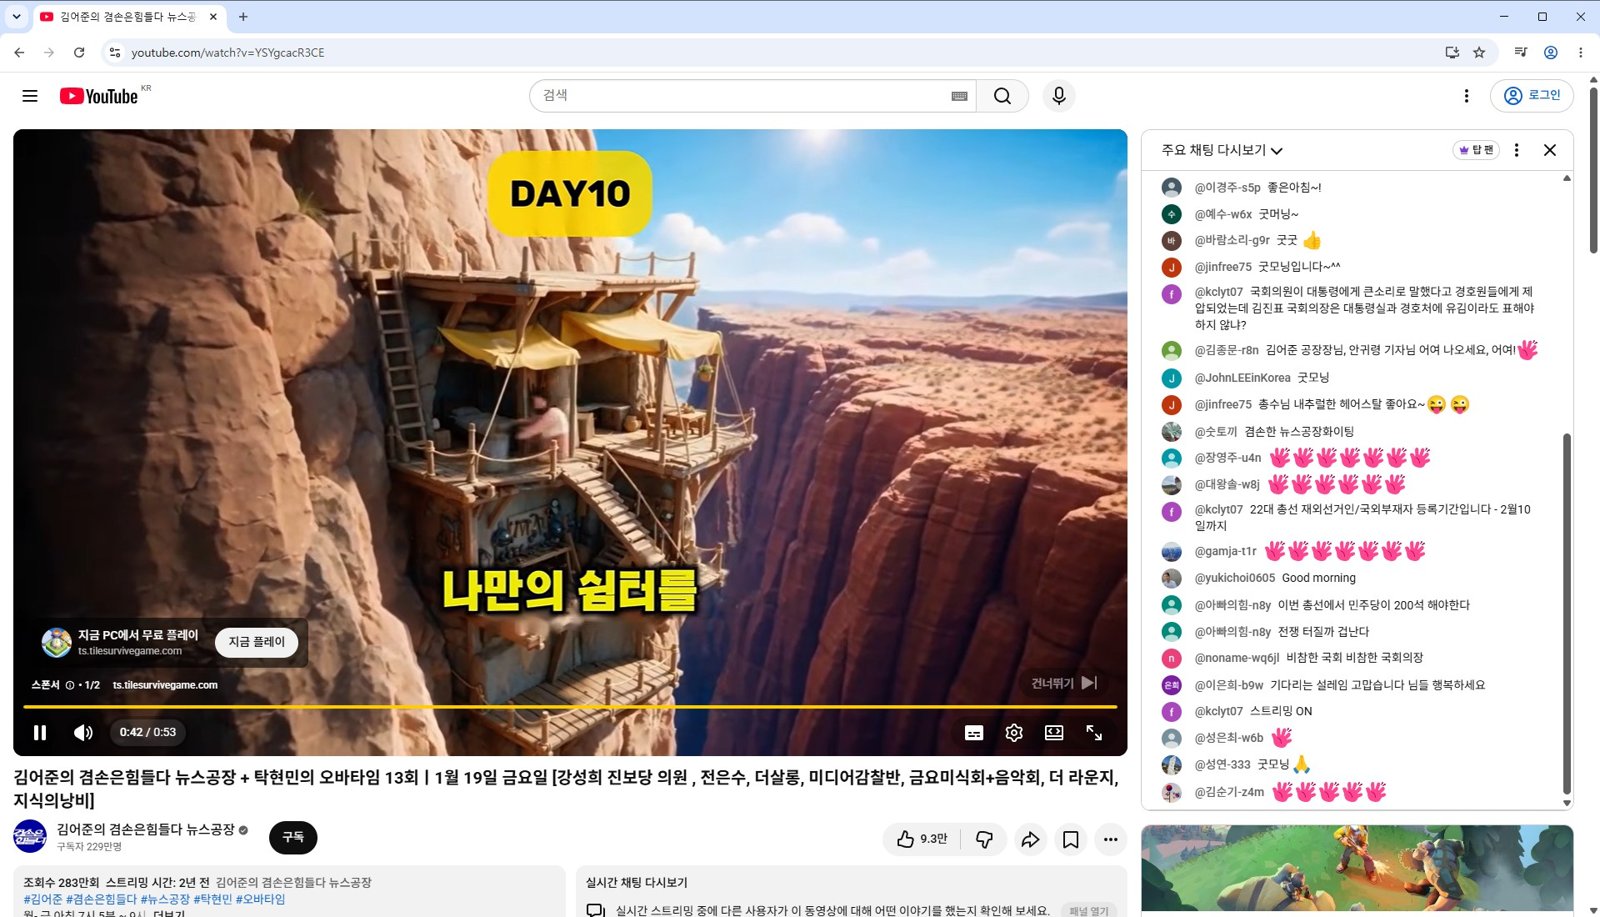 김어준의 겸손은힘들다 뉴스공
youtube.com/watch?v=YSYgcacR3CE
YouTube KR
검색
로그인
DAY10
나만의 쉼터를
지금 PC에서 무료 플레이
ts.tilesurvivegame.com
지금 플레이
스폰서 • 1/2 ts.tilesurvivegame.com
건너뛰기
0:42 / 0:53
김어준의 겸손은힘들다 뉴스공장 + 탁현민의 오바타임 13회ㅣ1월 19일 금요일 [강성희 진보당 의원 , 전은수, 더살롱, 미디어감찰반, 금요미식회+음악회, 더 라운지,
지식의낭비]
겸손은
힘들다
김어준의 겸손은힘들다 뉴스공장
구독자 229만명
구독
9.3만
조회수 283만회 스트리밍 시간: 2년 전 김어준의 겸손은힘들다 뉴스공장
#김어준 #겸손은힘들다 #뉴스공장 #탁현민 #오바타임
월- 금 아침 7시 5분 ~ 9시 더보기
실시간 채팅 다시보기
실시간 스트리밍 중에 다른 사용자가 이 동영상에 대해 어떤 이야기를 했는지 확인해 보세요.
패널 열기
주요 채팅 다시보기
탑 팬
@이경주-s5p 좋은아침~!
수 @예수-w6x 굿머닝~
바 @바람소리-g9r 굿굿 👍
J @jinfree75 굿모닝입니다~^^
f @kclyt07 국회의원이 대통령에게 큰소리로 말했다고 경호원들에게 제
압되었는데 김진표 국회의장은 대통령실과 경호처에 유김이라도 표해야
하지 않냐?
@김종문-r8n 김어준 공장장님, 안귀령 기자님 어여 나오세요, 어여!
J @JohnLEEinKorea 굿모닝
J @jinfree75 총수님 내추럴한 헤어스탈 좋아요~😜😜
@숫토끼 겸손한 뉴스공장화이팅
@장영주-u4n
@대왕솔-w8j
f @kclyt07 22대 총선 재외선거인/국외부재자 등록기간입니다 - 2월10
일까지
@gamja-t1r
@yukichoi0605 Good morning
@아빠의힘-n8y 이번 총선에서 민주당이 200석 해야한다
@아빠의힘-n8y 전쟁 터질까 겁난다
n @noname-wq6jl 비참한 국회 비참한 국회의장
은희 @이은희-b9w 기다리는 설레임 고맙습니다 님들 행복하세요
f @kclyt07 스트리밍 ON
@성은최-w6b
@성연-333 굿모닝🙏
@김순기-z4m